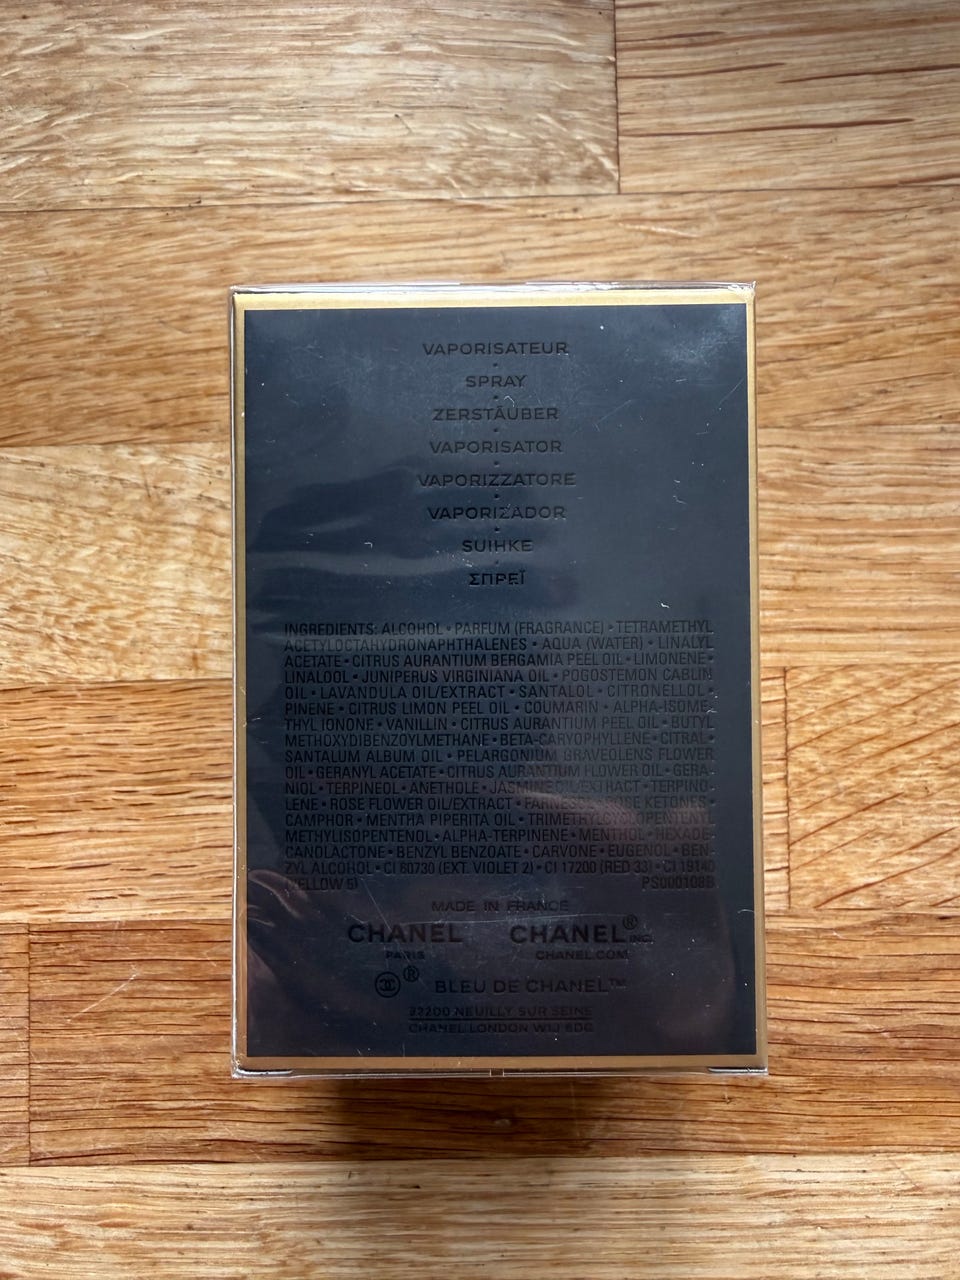 VAPORISATEUR
•
SPRAY
•
ZERSTÄUBER
•
VAPORISATOR
•
VAPORIZZATORE
•
VAPORIZADOR
•
SUIHKE
•
ΣΠΡΕΪ
INGREDIENTS: ALCOHOL • PARFUM (FRAGRANCE) • TETRAMETHYL
ACETYLOCTAHYDRONAPHTHALENES • AQUA (WATER) • LINALYL
ACETATE • CITRUS AURANTIUM BERGAMIA PEEL OIL • LIMONENE •
LINALOOL • JUNIPERUS VIRGINIANA OIL • POGOSTEMON CABLIN
OIL • LAVANDULA OIL/EXTRACT • SANTALOL • CITRONELLOL •
PINENE • CITRUS LIMON PEEL OIL • COUMARIN • ALPHA-ISOME-
THYL IONONE • VANILLIN • CITRUS AURANTIUM PEEL OIL • BUTYL
METHOXYDIBENZOYLMETHANE • BETA-CARYOPHYLLENE • CITRAL •
SANTALUM ALBUM OIL • PELARGONIUM GRAVEOLENS FLOWER
OIL • GERANYL ACETATE • CITRUS AURANTIUM FLOWER OIL • GERA-
NIOL • TERPINEOL • ANETHOLE • JASMINE OIL/EXTRACT • TERPINO-
LENE • ROSE FLOWER OIL/EXTRACT • FARNESOL • ROSE KETONES •
CAMPHOR • MENTHA PIPERITA OIL • TRIMETHYLCYCLOPENTENYL
METHYLISOPENTENOL • ALPHA-TERPINENE • MENTHOL • HEXADE-
CANOLACTONE • BENZYL BENZOATE • CARVONE • EUGENOL • BEN-
ZYL ALCOHOL • CI 60730 (EXT. VIOLET 2) • CI 17200 (RED 33) • CI 19140
(YELLOW 5) PS000108B
MADE IN FRANCE
CHANEL CHANEL® INC.
PARIS CHANEL.COM
® BLEU DE CHANEL™
92200 NEUILLY SUR SEINE
CHANEL LONDON W1J 6DG